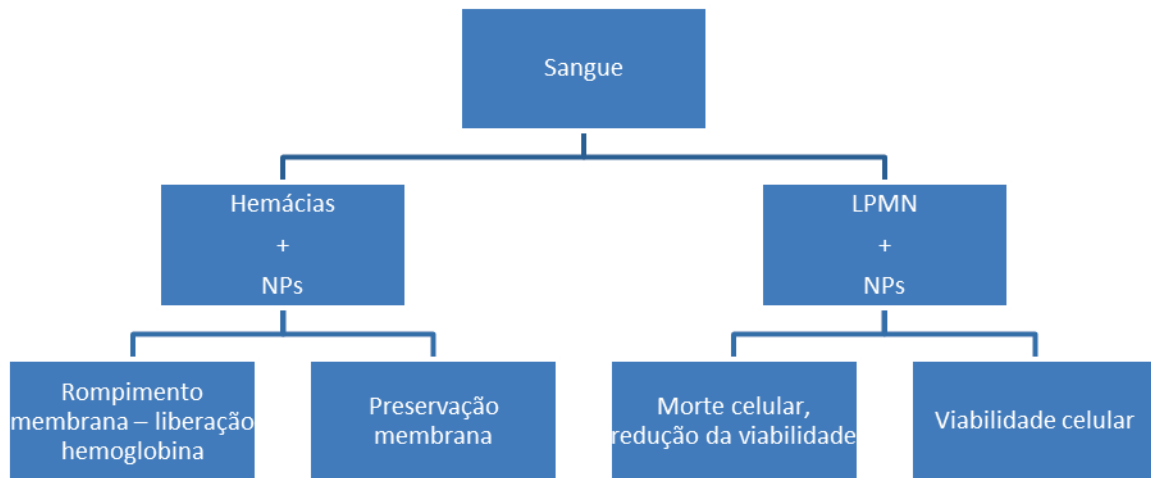 Sangue
Hemácias
+
NPs
LPMN
+
NPs
Rompimento
membrana – liberação
hemoglobina
Preservação
membrana
Morte celular,
redução da viabilidade
Viabilidade celular